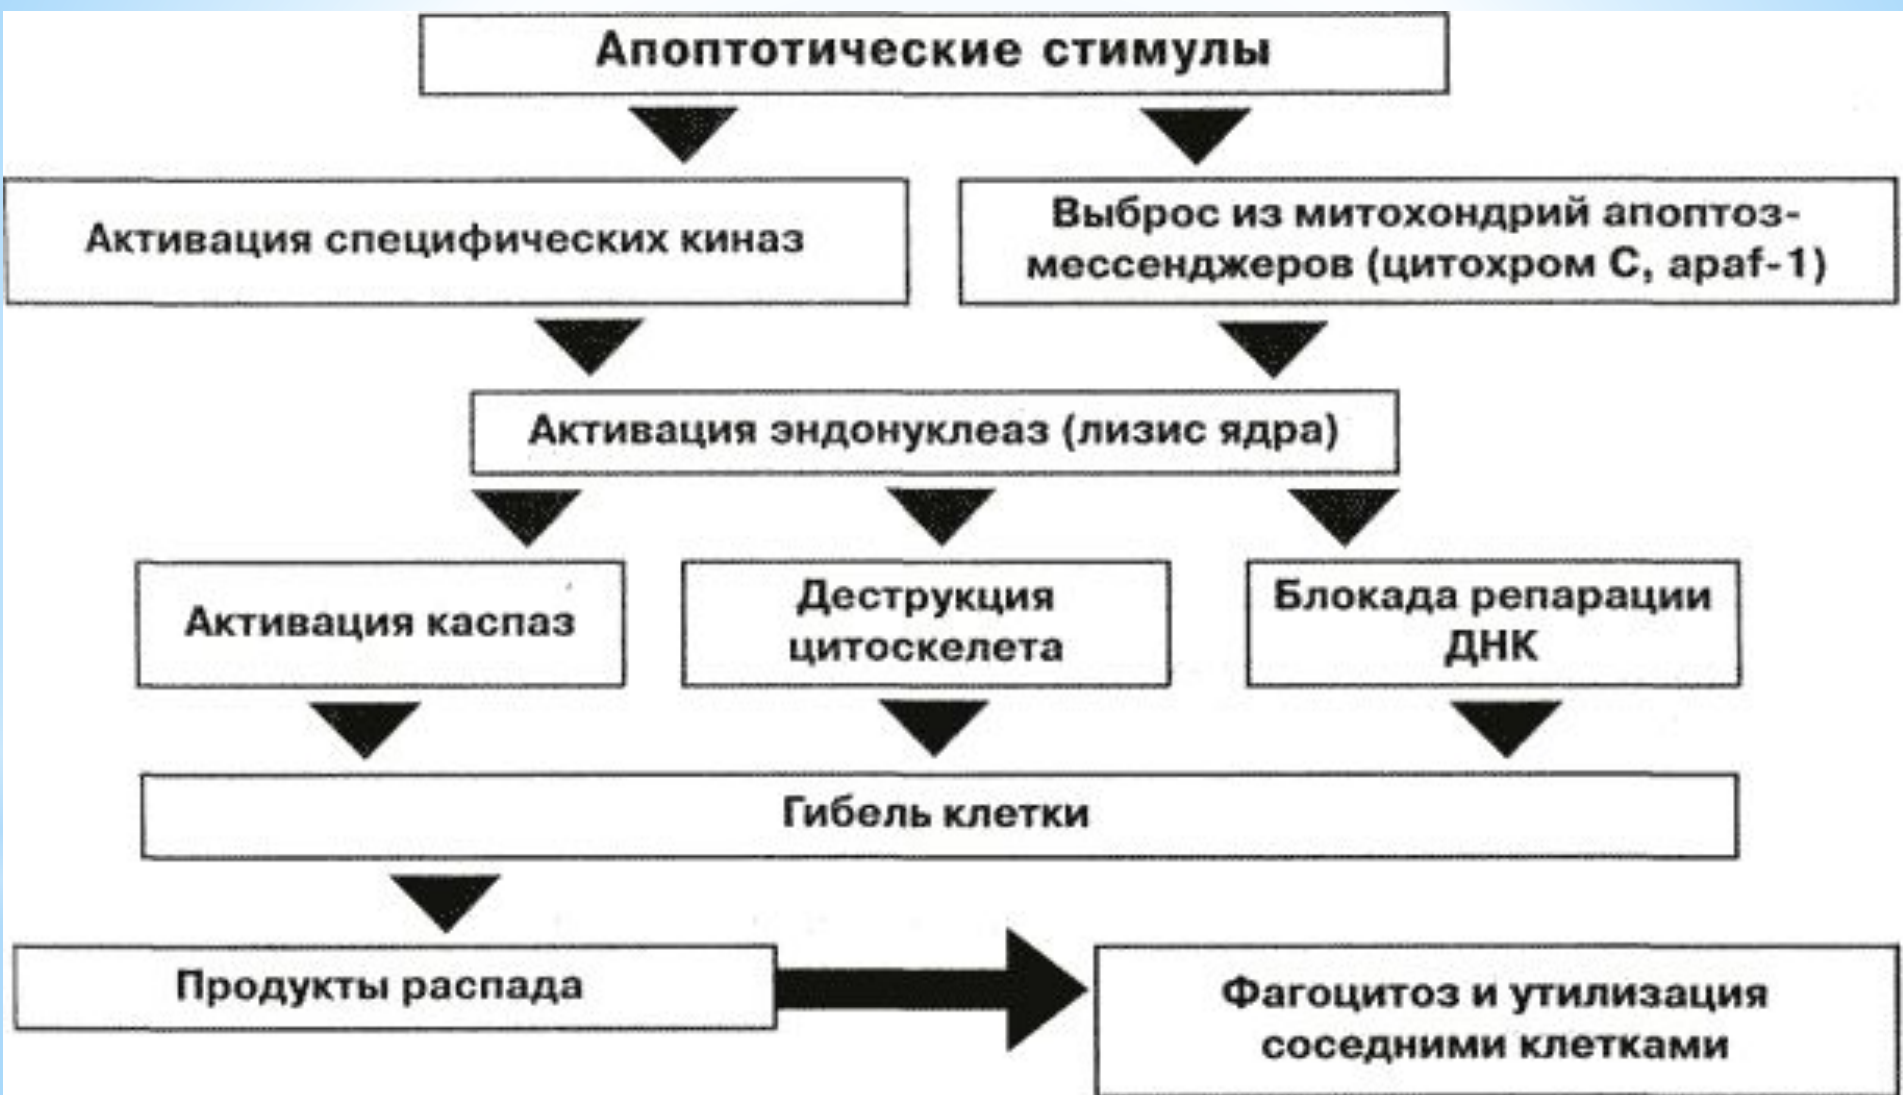 Апоптотические стимулы
Активация специфических киназ
Выброс из митохондрий апоптоз-
мессенджеров (цитохром С, apaf-1)
Активация эндонуклеаз (лизис ядра)
Активация каспаз
Деструкция
цитоскелета
Блокада репарации
ДНК
Гибель клетки
Продукты распада
Фагоцитоз и утилизация
соседними клетками